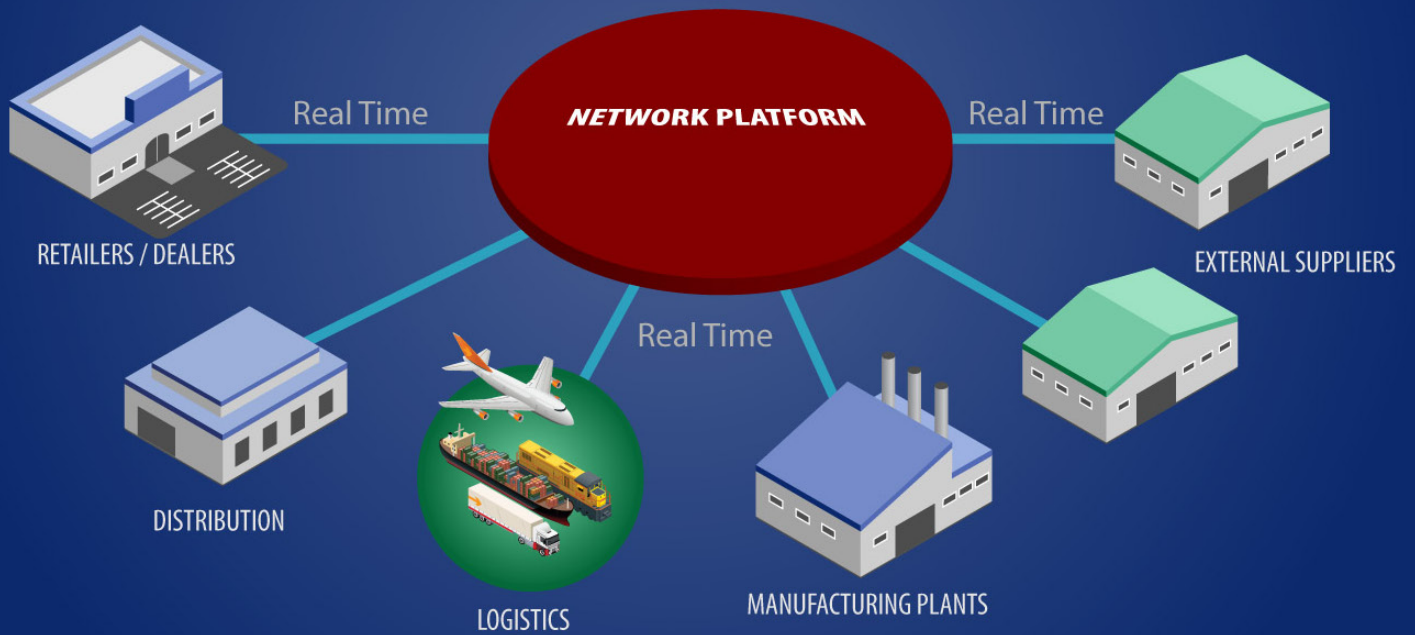 NETWORK PLATFORM
Real Time
Real Time
RETAILERS / DEALERS
EXTERNAL SUPPLIERS
Real Time
DISTRIBUTION
LOGISTICS
MANUFACTURING PLANTS